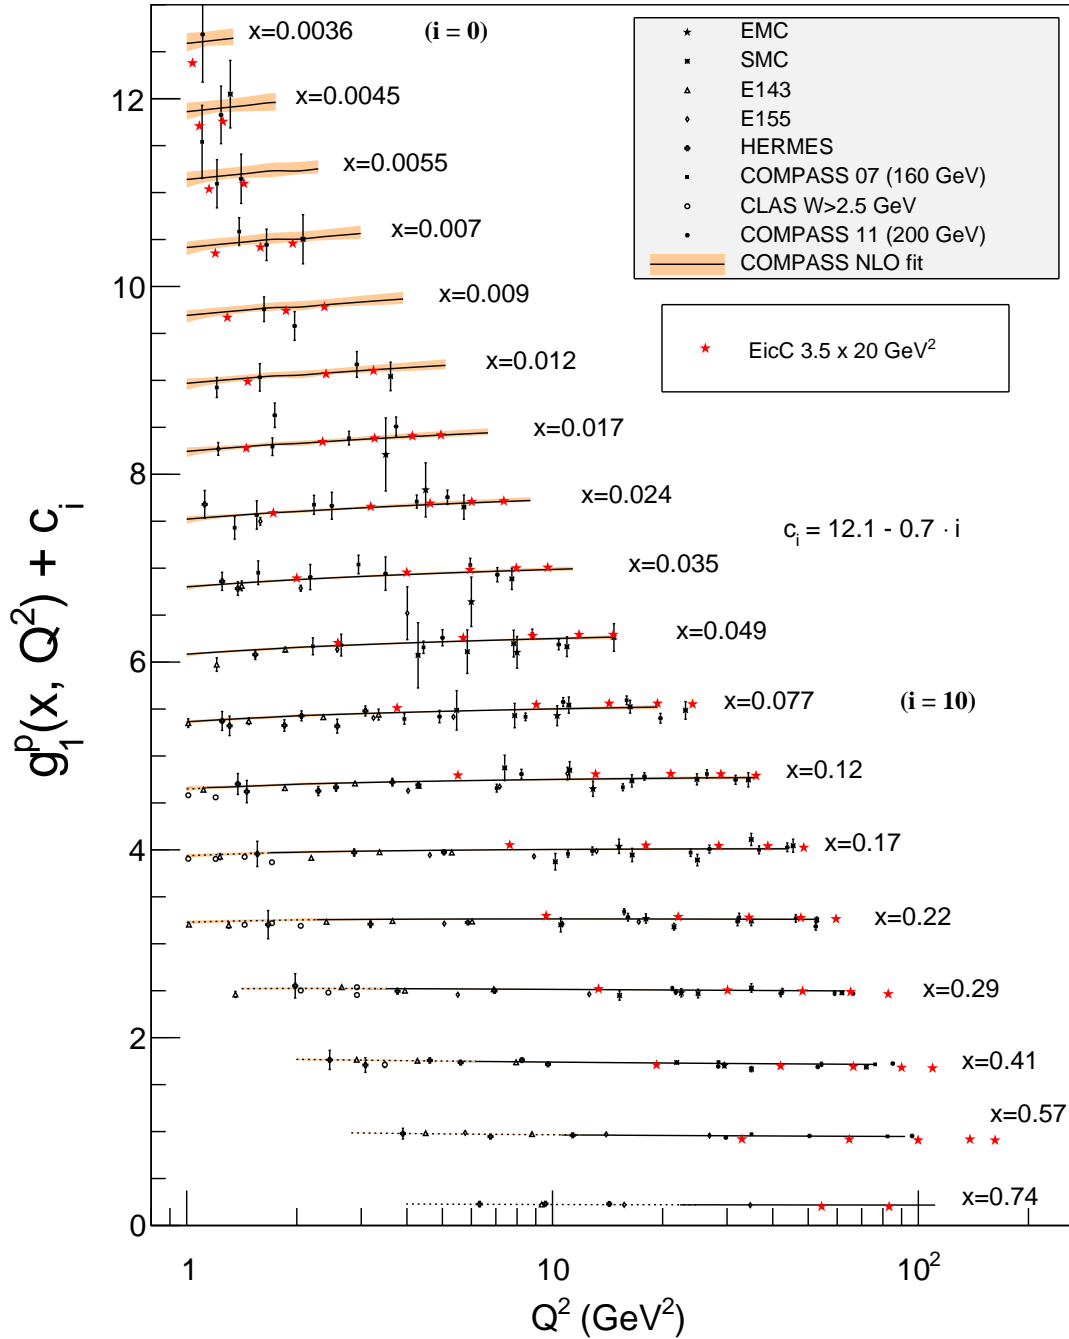 x=0.0036 (i = 0)
x=0.0045
x=0.0055
x=0.007
x=0.009
x=0.012
x=0.017
x=0.024
x=0.035
x=0.049
x=0.077 (i = 10)
x=0.12
x=0.17
x=0.22
x=0.29
x=0.41
x=0.57
x=0.74
EMC
SMC
E143
E155
HERMES
COMPASS 07 (160 GeV)
CLAS W>2.5 GeV
COMPASS 11 (200 GeV)
COMPASS NLO fit
EicC 3.5 x 20 GeV²
cᵢ = 12.1 - 0.7 · i
g₁ᵖ(x, Q²) + cᵢ
12
10
8
6
4
2
0
1 10 10²
Q² (GeV²)